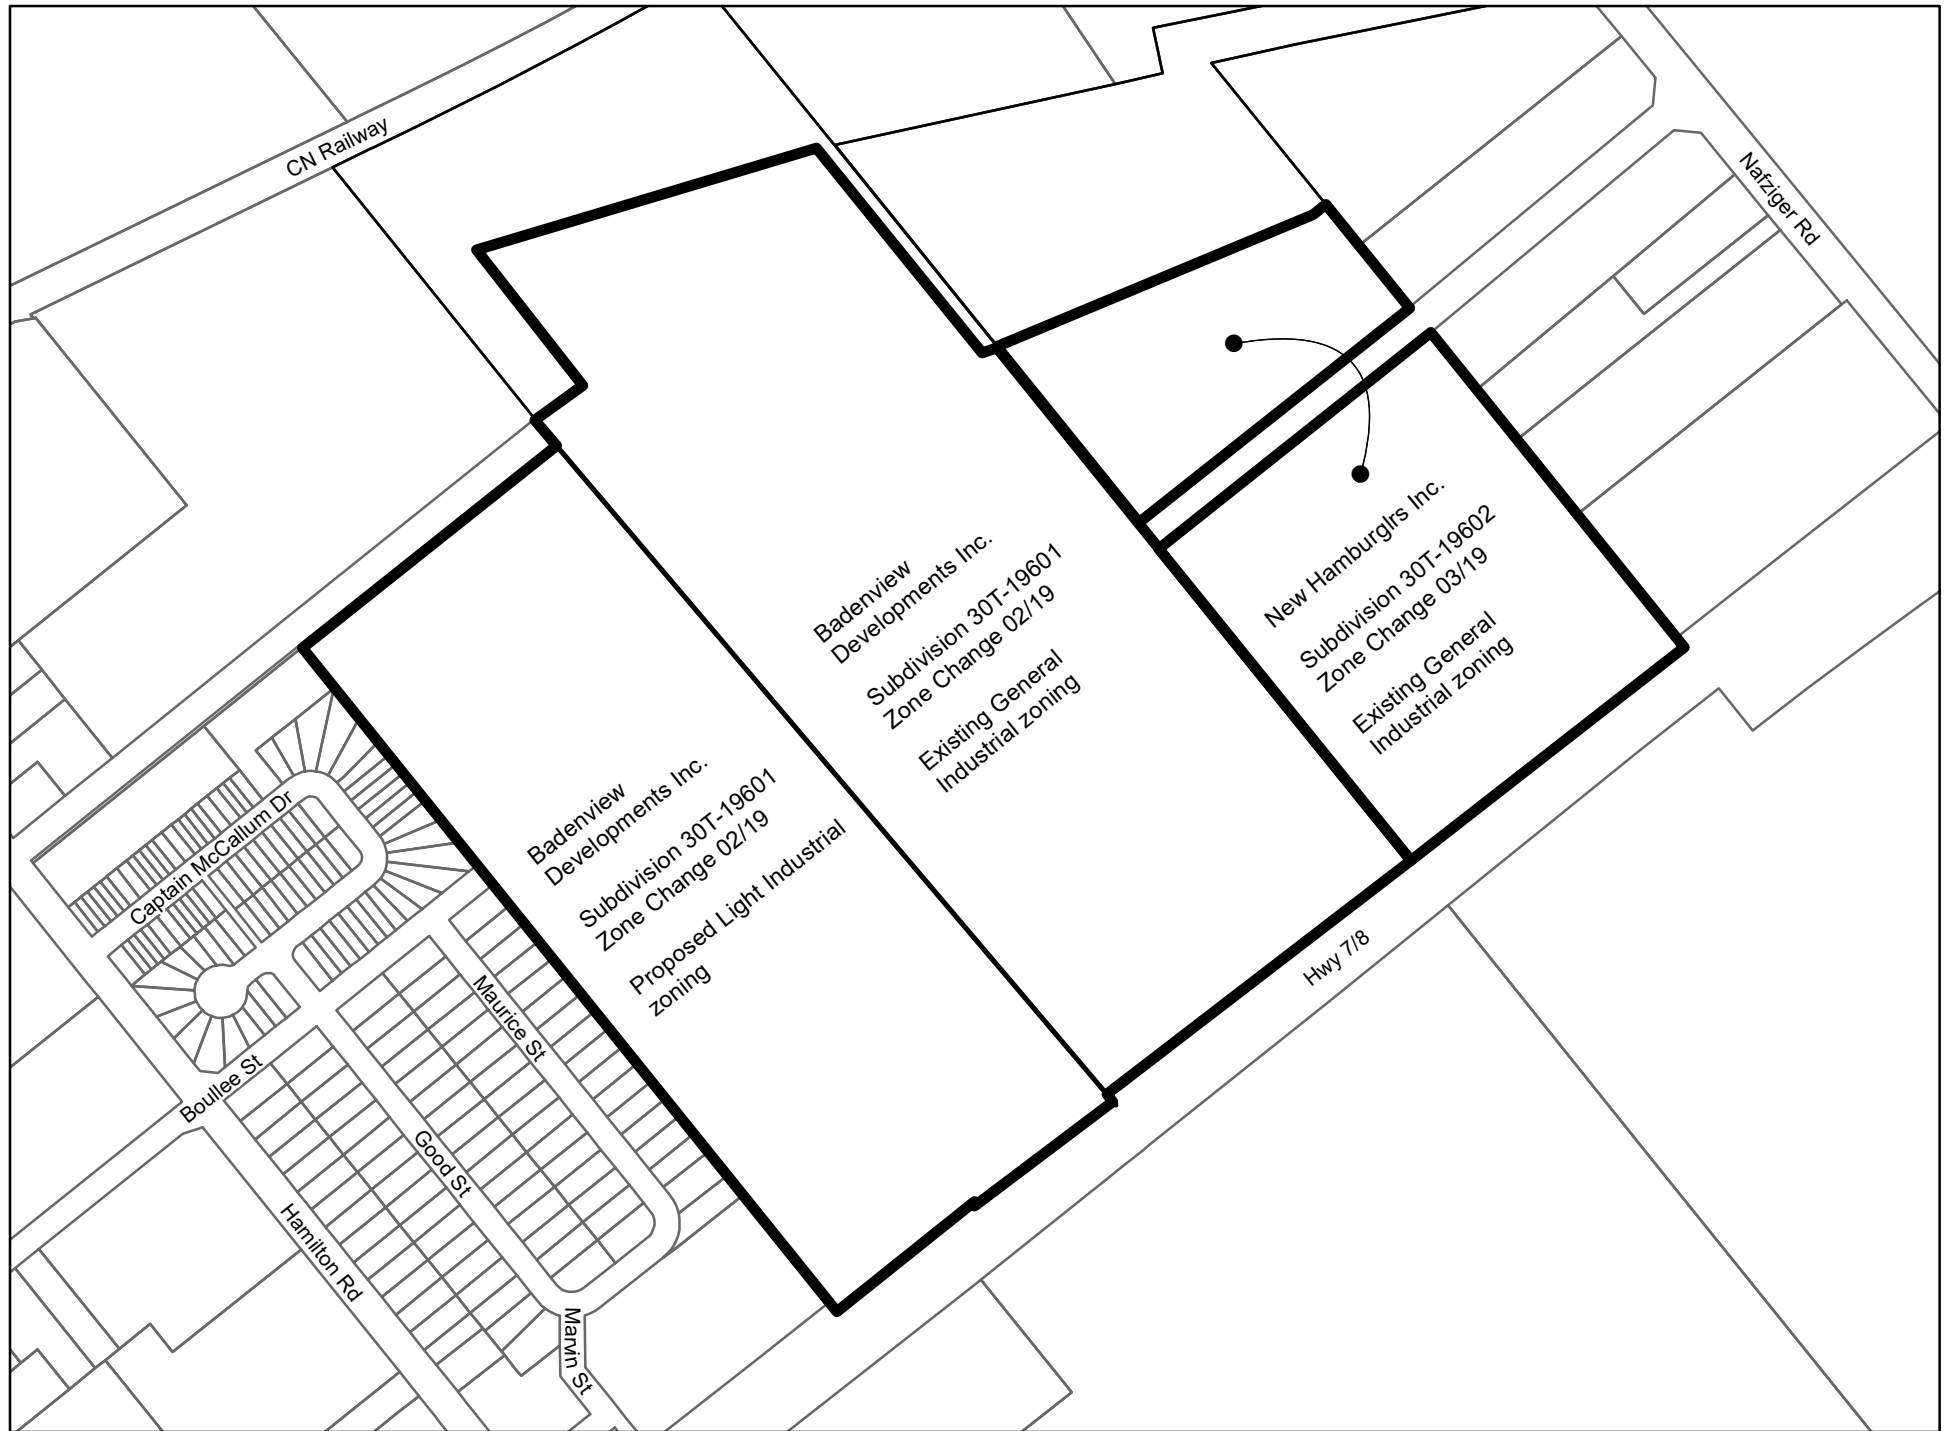 CN Railway
Nafziger Rd
New Hamburglrs Inc.
Subdivision 30T-19602
Zone Change 03/19
Existing General
Industrial zoning
Badenview
Developments Inc.
Subdivision 30T-19601
Zone Change 02/19
Existing General
Industrial zoning
Badenview
Developments Inc.
Subdivision 30T-19601
Zone Change 02/19
Proposed Light Industrial
zoning
Captain McCallum Dr
Hwy 7/8
Maurice St
Boullee St
Good St
Hamilton Rd
Marvin St